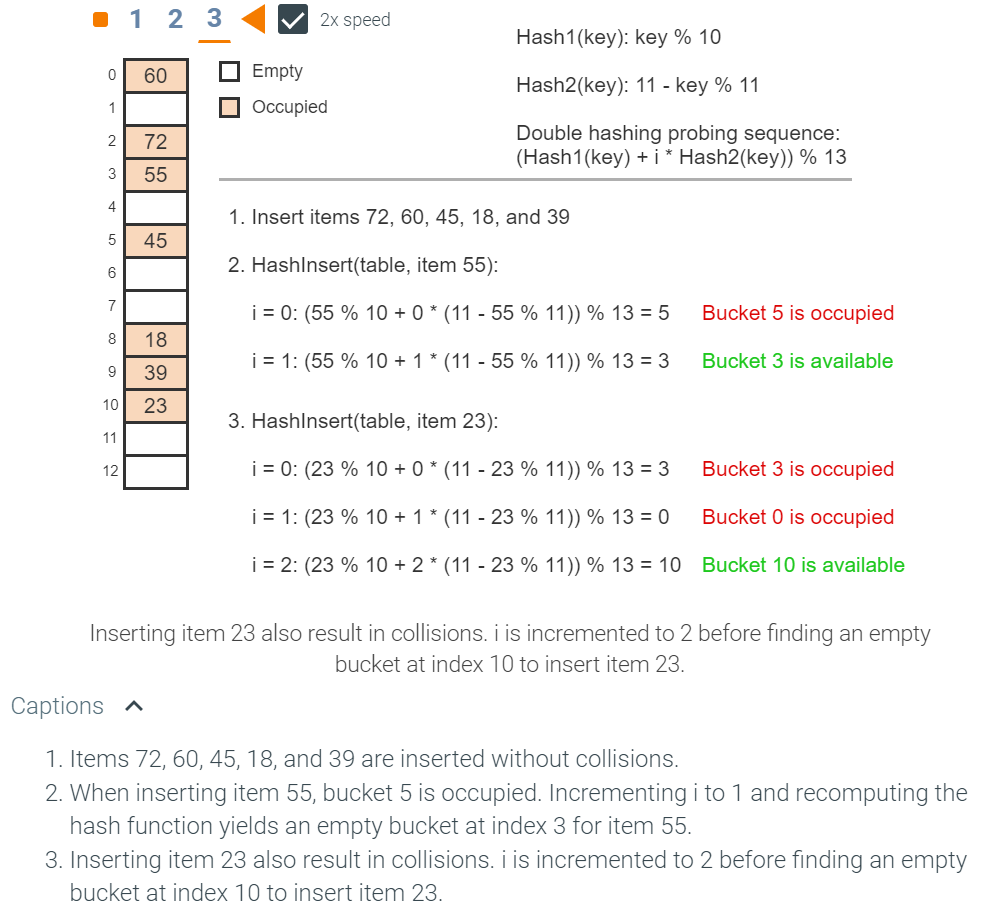 1 2 3 2x speed
Hash1(key): key % 10
Empty
Hash2(key): 11 - key % 11
Occupied
Double hashing probing sequence:
(Hash1(key) + i * Hash2(key)) % 13
0 60
1
2 72
3 55
4
5 45
6
7
8 18
9 39
10 23
11
12
1. Insert items 72, 60, 45, 18, and 39
2. HashInsert(table, item 55):
i = 0: (55 % 10 + 0 * (11 - 55 % 11)) % 13 = 5 Bucket 5 is occupied
i = 1: (55 % 10 + 1 * (11 - 55 % 11)) % 13 = 3 Bucket 3 is available
3. HashInsert(table, item 23):
i = 0: (23 % 10 + 0 * (11 - 23 % 11)) % 13 = 3 Bucket 3 is occupied
i = 1: (23 % 10 + 1 * (11 - 23 % 11)) % 13 = 0 Bucket 0 is occupied
i = 2: (23 % 10 + 2 * (11 - 23 % 11)) % 13 = 10 Bucket 10 is available
Inserting item 23 also result in collisions. i is incremented to 2 before finding an empty
bucket at index 10 to insert item 23.
Captions
1. Items 72, 60, 45, 18, and 39 are inserted without collisions.
2. When inserting item 55, bucket 5 is occupied. Incrementing i to 1 and recomputing the
hash function yields an empty bucket at index 3 for item 55.
3. Inserting item 23 also result in collisions. i is incremented to 2 before finding an empty
bucket at index 10 to insert item 23.